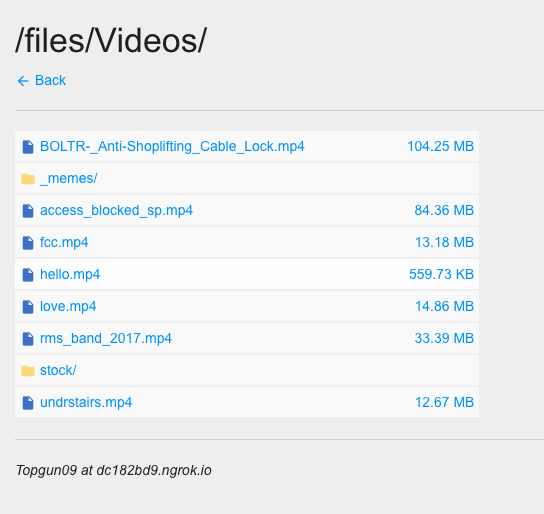 /files/Videos/
← Back
BOLTR-_Anti-Shoplifting_Cable_Lock.mp4 104.25 MB
_memes/
access_blocked_sp.mp4 84.36 MB
fcc.mp4 13.18 MB
hello.mp4 559.73 KB
love.mp4 14.86 MB
rms_band_2017.mp4 33.39 MB
stock/
undrstairs.mp4 12.67 MB
Topgun09 at dc182bd9.ngrok.io